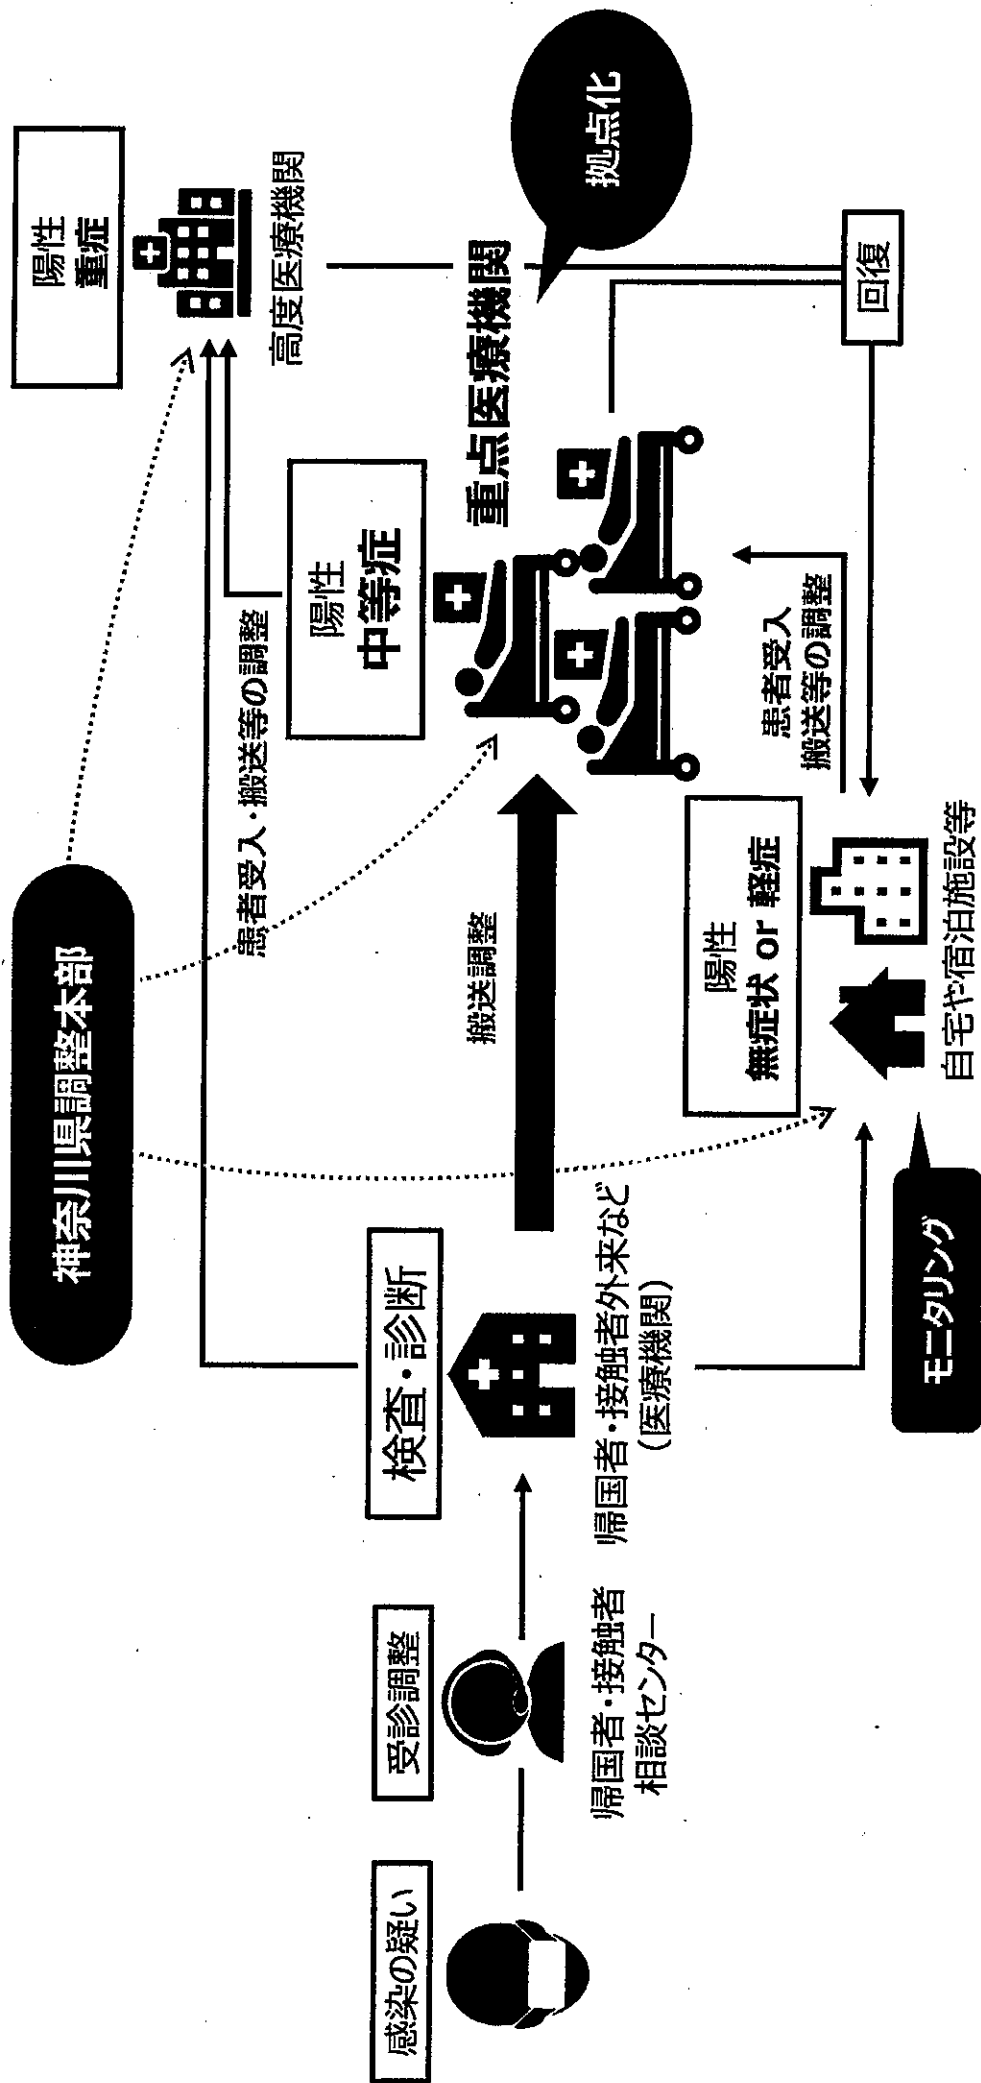 神奈川県調整本部
感染の疑い
受診調整
帰国者・接触者
相談センター
検査・診断
帰国者・接触者外来など
(医療機関)
搬送調整
患者受入・搬送等の調整
陽性
重症
高度医療機関
陽性
中等症
重点医療機関
拠点化
陽性
無症状 or 軽症
自宅や宿泊施設等
モニタリング
患者受入
搬送等の調整
回復